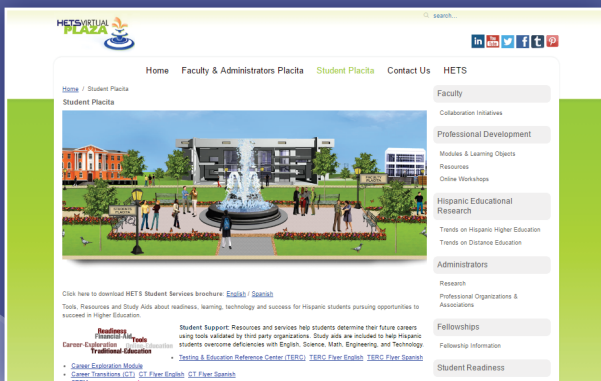 HETS VIRTUAL
PLAZA
search...
Home Faculty & Administrators Placita Student Placita Contact Us HETS
Home / Student Placita
Student Placita
STUDENT PLACITA
FACULTY PLACITA
Click here to download HETS Student Services brochure: English / Spanish
Tools, Resources and Study Aids about readiness, learning, technology and success for Hispanic students pursuing opportunities to
succeed in Higher Education.
Readiness
Financial-Aid
Tools
Career-Exploration
Online-Education
Traditional-Education
Student Support: Resources and services help students determine their future careers
using tools validated by third party organizations. Study aids are included to help Hispanic
students overcome deficiencies with English, Science, Math, Engineering, and Technology.
Testing & Education Reference Center (TERC) TERC Flyer English TERC Flyer Spanish
Career Exploration Module
Career Transitions (CT) CT Flyer English CT Flyer Spanish
Faculty
Collaboration Initiatives
Professional Development
Modules & Learning Objects
Resources
Online Workshops
Hispanic Educational
Research
Trends on Hispanic Higher Education
Trends on Distance Education
Administrators
Research
Professional Organizations &
Associations
Fellowships
Fellowship Information
Student Readiness